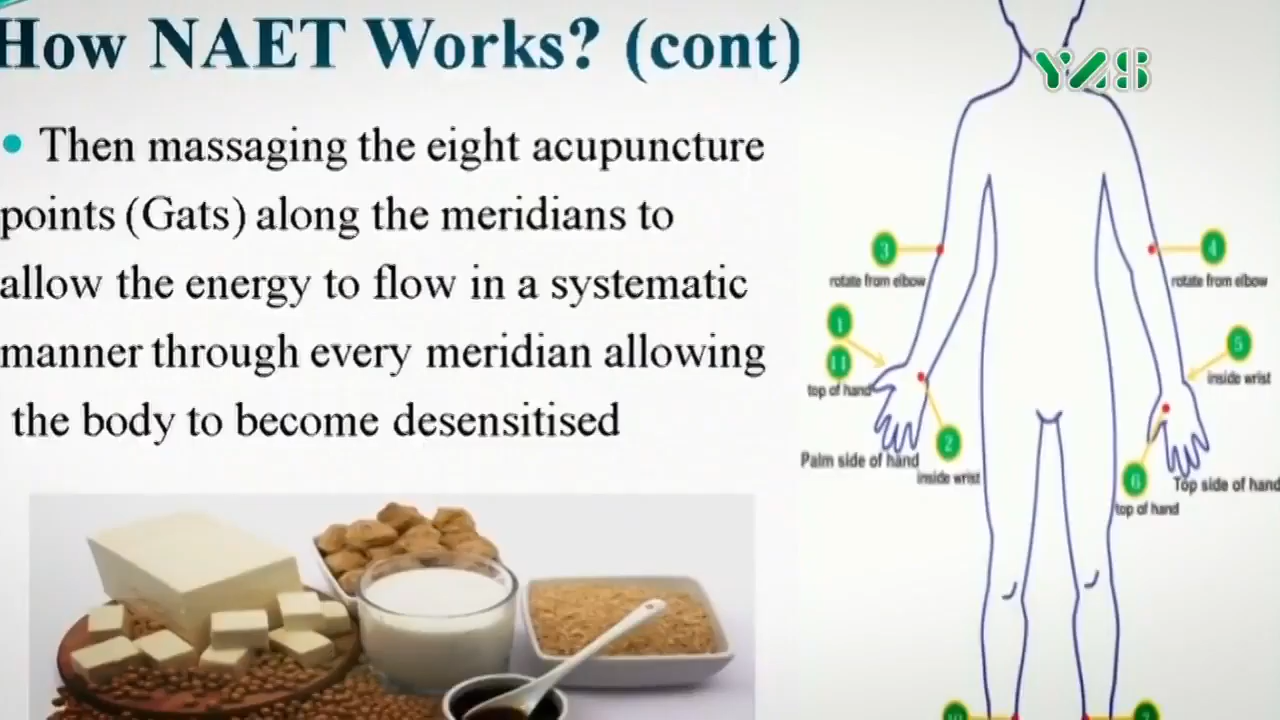 How NAET Works? (cont)
YAS
• Then massaging the eight acupuncture
points (Gats) along the meridians to
allow the energy to flow in a systematic
manner through every meridian allowing
the body to become desensitised
3
rotate from elbow
4
rotate from elbow
1
11
top of hand
5
inside wrist
2
Palm side of hand
inside wrist
6
Top side of hand
top of hand
10
7